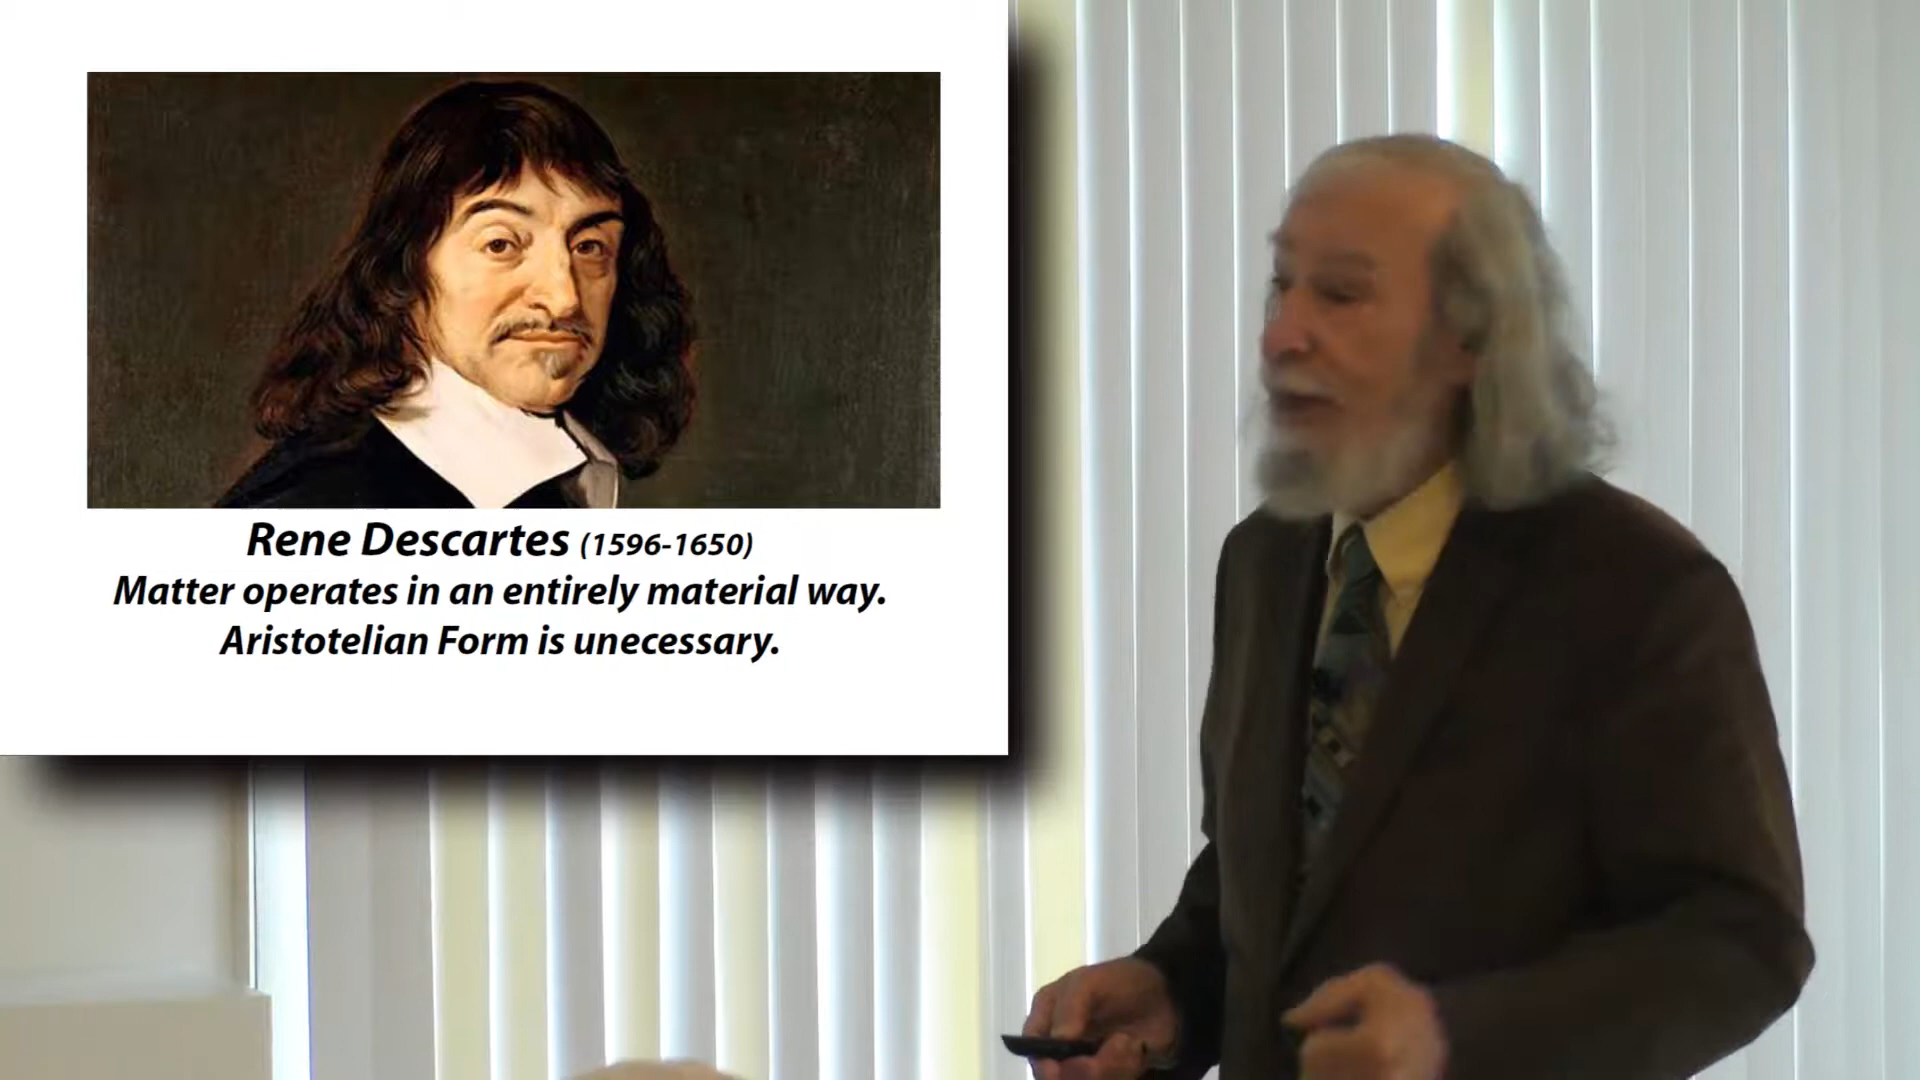 Rene Descartes (1596-1650)
Matter operates in an entirely material way.
Aristotelian Form is unecessary.